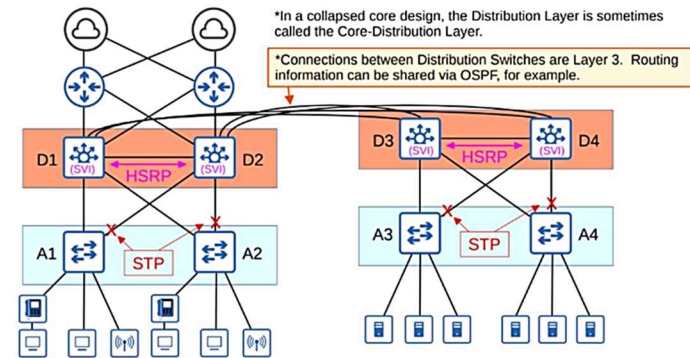 *In a collapsed core design, the Distribution Layer is sometimes
called the Core-Distribution Layer.
*Connections between Distribution Switches are Layer 3. Routing
information can be shared via OSPF, for example.
D1
(SVI)
HSRP
(SVI)
D2
D3
(SVI)
HSRP
(SVI)
D4
A1
STP
A2
A3
STP
A4